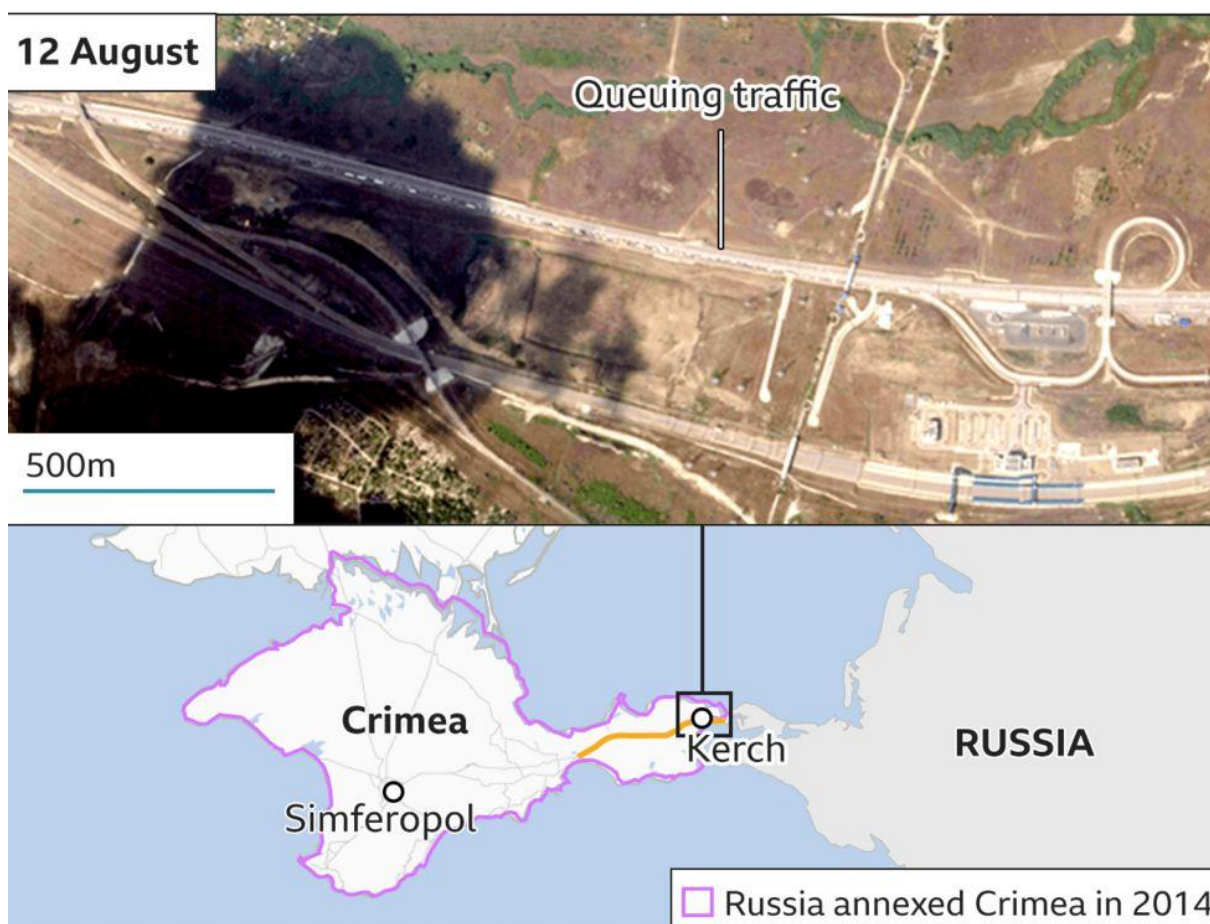 12 August
Queuing traffic
500m
Crimea
Kerch
RUSSIA
Simferopol
Russia annexed Crimea in 2014